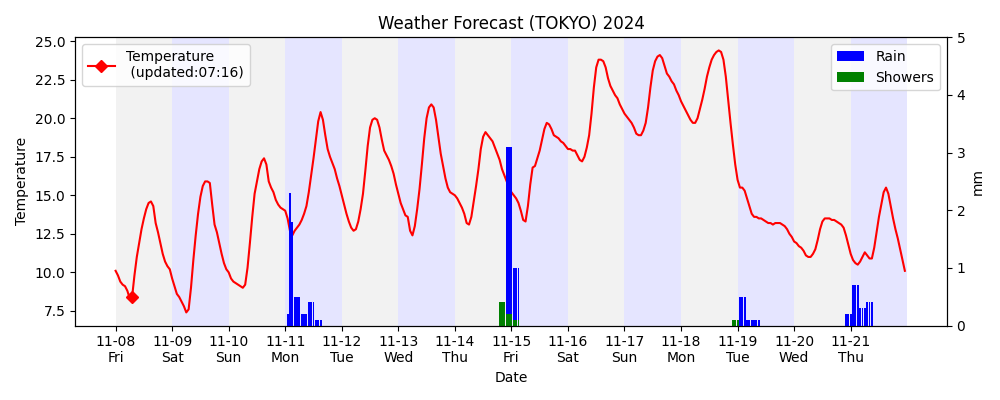 Weather Forecast (TOKYO) 2024
Temperature
(updated:07:16)
Rain
Showers
Temperature
25.0
22.5
20.0
17.5
15.0
12.5
10.0
7.5
5
4
3
2
1
0
mm
11-08 11-09 11-10 11-11 11-12 11-13 11-14 11-15 11-16 11-17 11-18 11-19 11-20 11-21
Fri Sat Sun Mon Tue Wed Thu Fri Sat Sun Mon Tue Wed Thu
Date